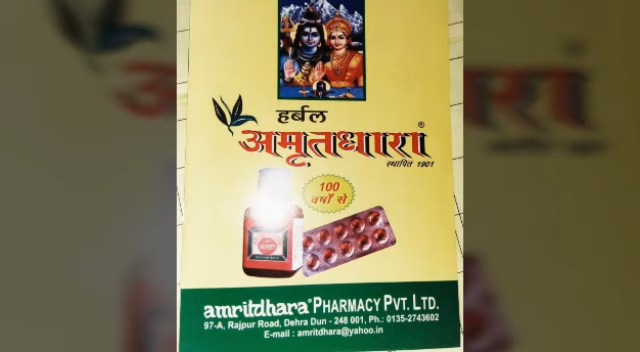 हर्बल
अमृतधारा®
स्थापित 1901
100
वर्षों से
amritdhara® PHARMACY PVT. LTD.
97-A, Rajpur Road, Dehra Dun - 248 001, Ph.: 0135-2743602
E-mail : amritdhara@yahoo.in